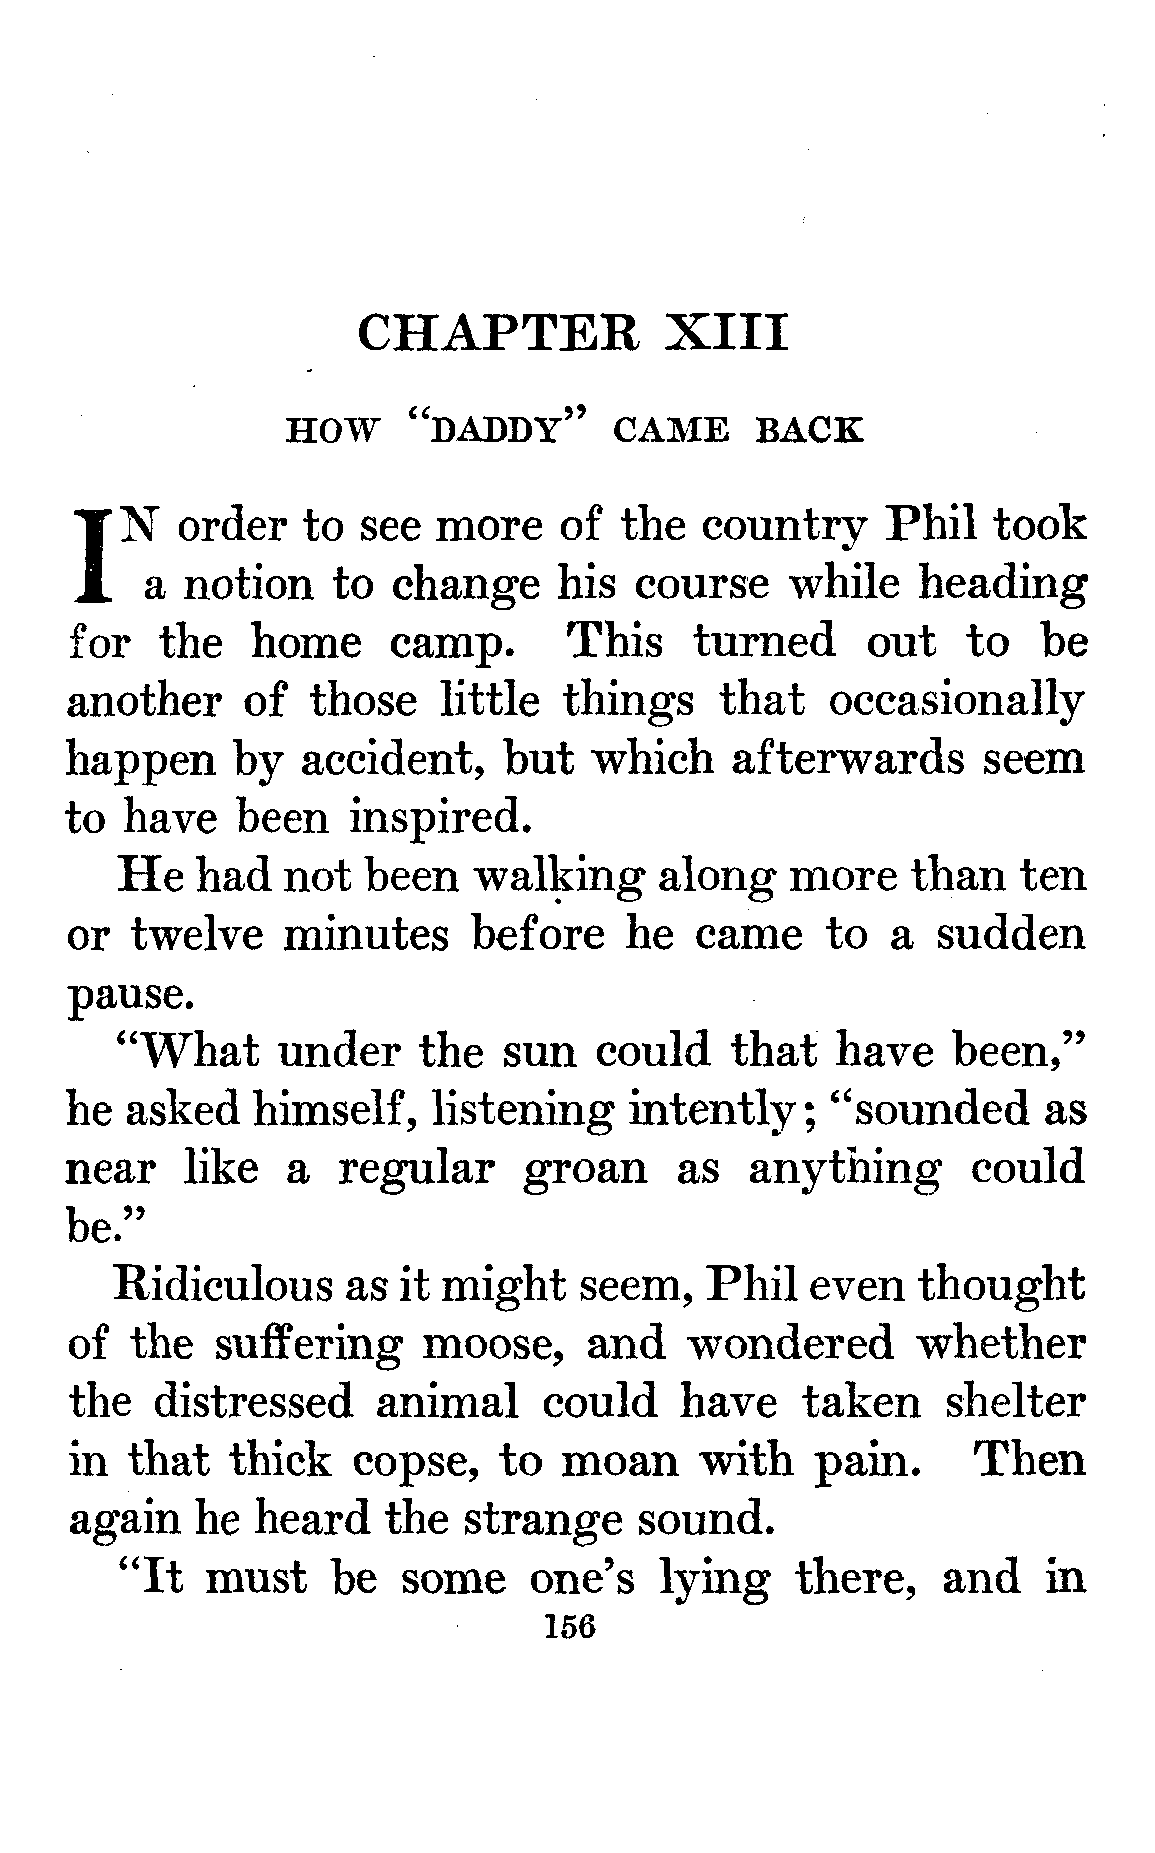 CHAPTER XIII
HOW “DADDY” CAME BACK
IN order to see more of the country Phil took
a notion to change his course while heading
for the home camp. This turned out to be
another of those little things that occasionally
happen by accident, but which afterwards seem
to have been inspired.
He had not been walking along more than ten
or twelve minutes before he came to a sudden
pause.
“What under the sun could that have been,”
he asked himself, listening intently; “sounded as
near like a regular groan as anything could
be.”
Ridiculous as it might seem, Phil even thought
of the suffering moose, and wondered whether
the distressed animal could have taken shelter
in that thick copse, to moan with pain. Then
again he heard the strange sound.
“It must be some one’s lying there, and in
156